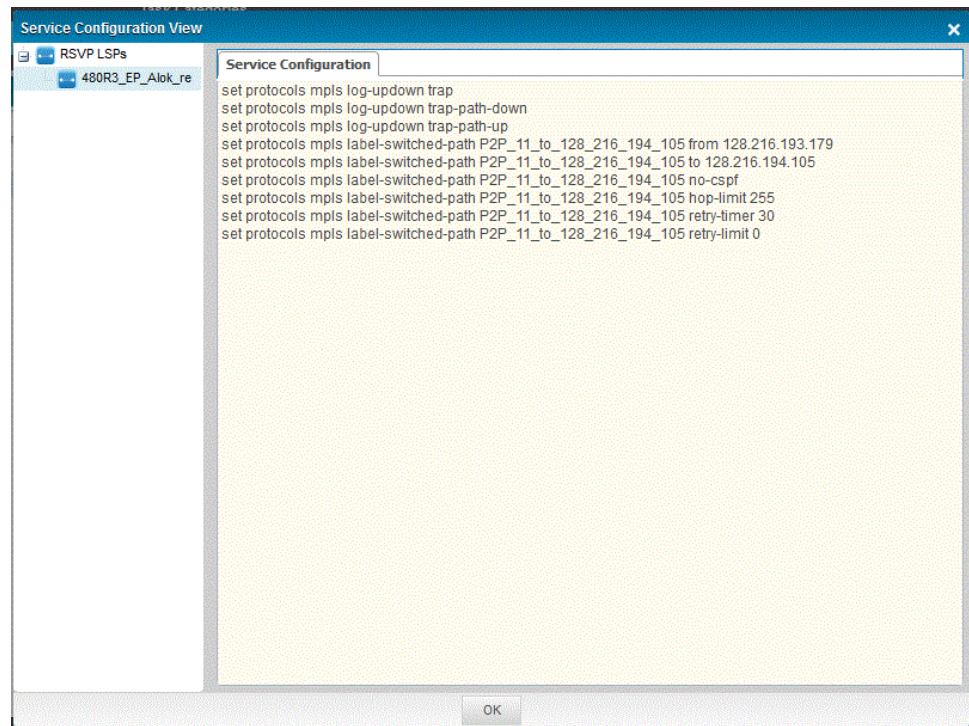 Service Configuration View
RSVP LSPs
480R3_EP_Alok_re
Service Configuration
set protocols mpls log-updown trap
set protocols mpls log-updown trap-path-down
set protocols mpls log-updown trap-path-up
set protocols mpls label-switched-path P2P_11_to_128_216_194_105 from 128.216.193.179
set protocols mpls label-switched-path P2P_11_to_128_216_194_105 to 128.216.194.105
set protocols mpls label-switched-path P2P_11_to_128_216_194_105 no-cspf
set protocols mpls label-switched-path P2P_11_to_128_216_194_105 hop-limit 255
set protocols mpls label-switched-path P2P_11_to_128_216_194_105 retry-timer 30
set protocols mpls label-switched-path P2P_11_to_128_216_194_105 retry-limit 0
OK